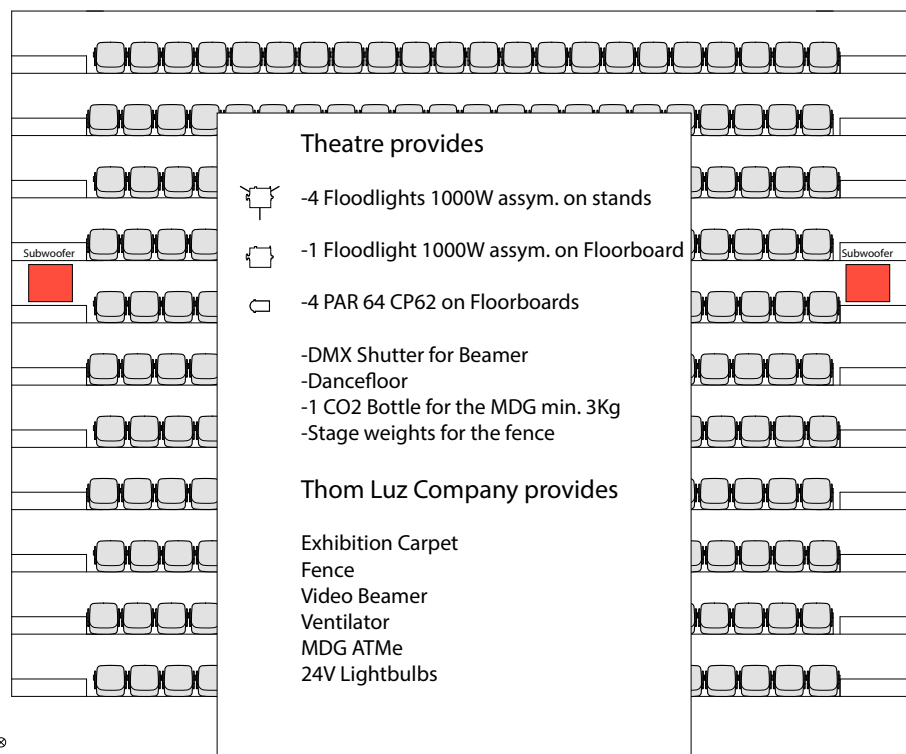 Theatre provides
-4 Floodlights 1000W assym. on stands
-1 Floodlight 1000W assym. on Floorboard
Subwoofer
Subwoofer
-4 PAR 64 CP62 on Floorboards
-DMX Shutter for Beamer
-Dancefloor
-1 CO2 Bottle for the MDG min. 3Kg
-Stage weights for the fence
Thom Luz Company provides
Exhibition Carpet
Fence
Video Beamer
Ventilator
MDG ATMe
24V Lightbulbs